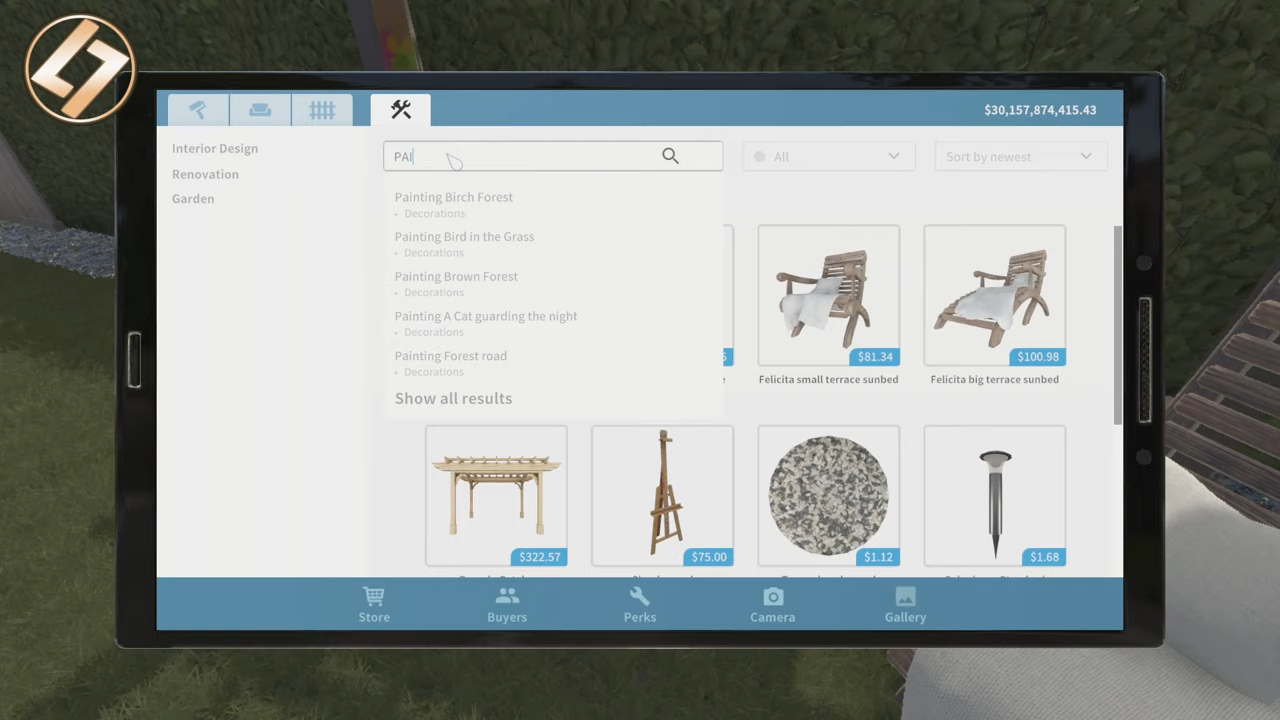 $30,157,874,415.43
Interior Design
Renovation
Garden
PAI
All
Sort by newest
Painting Birch Forest
• Decorations
Painting Bird in the Grass
• Decorations
Painting Brown Forest
• Decorations
Painting A Cat guarding the night
• Decorations
Painting Forest road
• Decorations
Show all results
$81.34
$100.98
Felicita small terrace sunbed
Felicita big terrace sunbed
$322.57
$75.00
$1.12
$1.68
Store
Buyers
Perks
Camera
Gallery